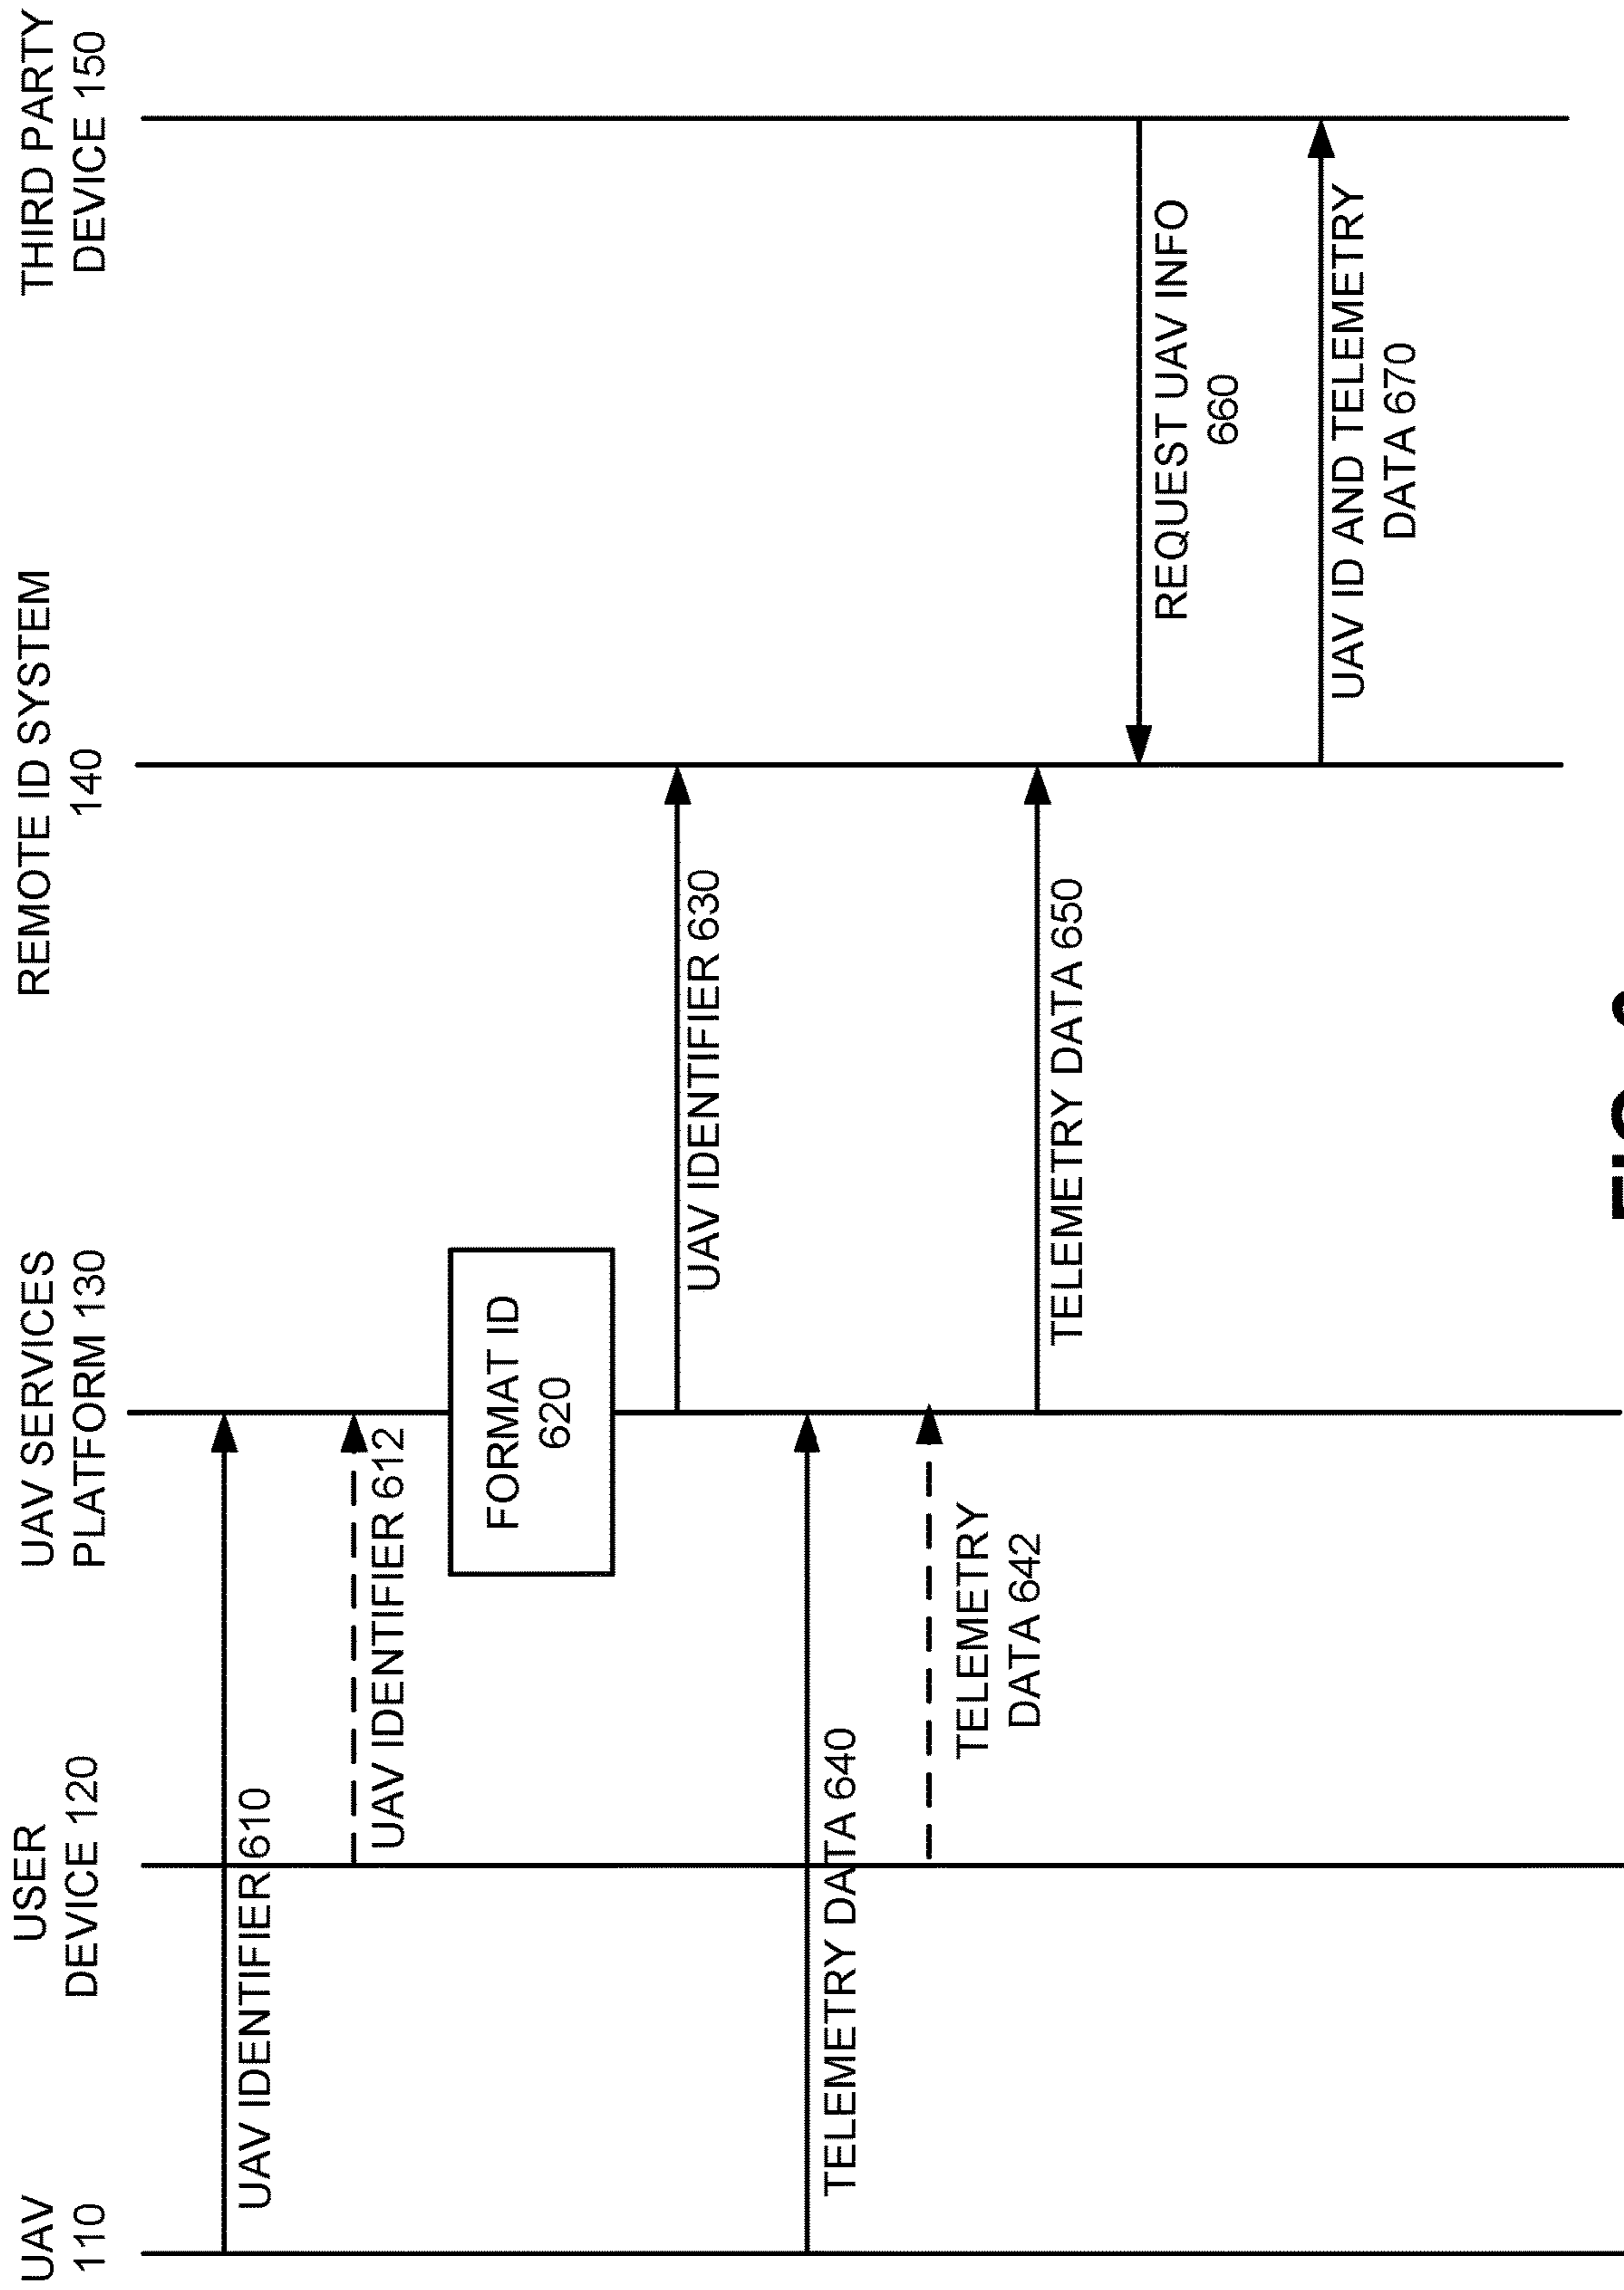 UAV
110
USER
DEVICE 120
UAV SERVICES
PLATFORM 130
REMOTE ID SYSTEM
140
THIRD PARTY
DEVICE 150
UAV IDENTIFIER 610
UAV IDENTIFIER 612
FORMAT ID
620
UAV IDENTIFIER 630
TELEMETRY DATA 640
TELEMETRY
DATA 642
TELEMETRY DATA 650
REQUEST UAV INFO
660
UAV ID AND TELEMETRY
DATA 670